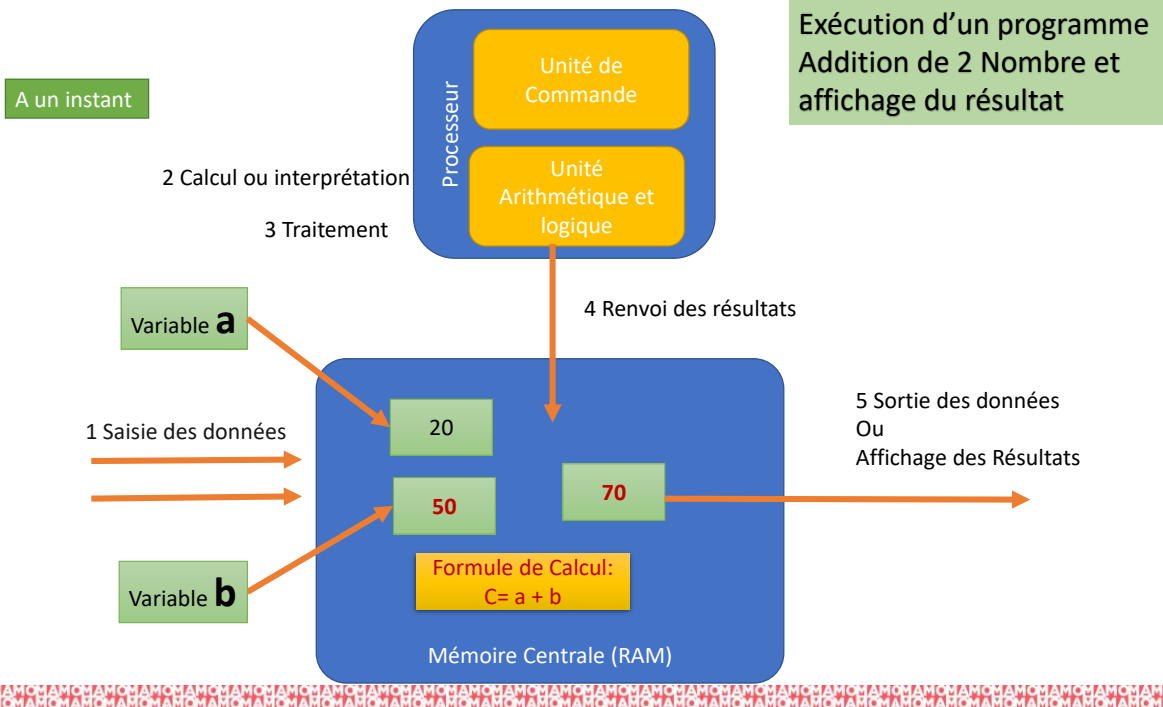 Exécution d'un programme
Addition de 2 Nombre et
affichage du résultat
A un instant
Processeur
Unité de
Commande
Unité
Arithmétique et
logique
2 Calcul ou interprétation
3 Traitement
4 Renvoi des résultats
Variable a
1 Saisie des données
20
50
70
5 Sortie des données
Ou
Affichage des Résultats
Variable b
Formule de Calcul:
C= a + b
Mémoire Centrale (RAM)